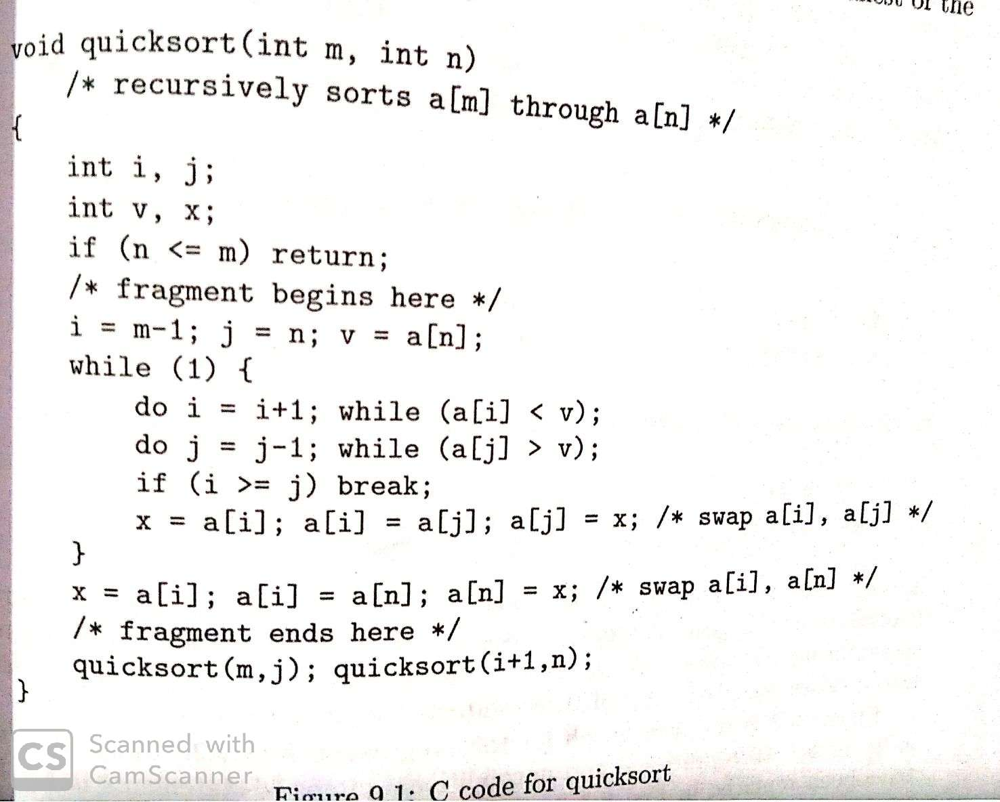 of the
void quicksort(int m, int n)
/* recursively sorts a[m] through a[n] */
{
int i, j;
int v, x;
if (n <= m) return;
/* fragment begins here */
i = m-1; j = n; v = a[n];
while (1) {
do i = i+1; while (a[i] < v);
do j = j-1; while (a[j] > v);
if (i >= j) break;
x = a[i]; a[i] = a[j]; a[j] = x; /* swap a[i], a[j] */
}
x = a[i]; a[i] = a[n]; a[n] = x; /* swap a[i], a[n] */
/* fragment ends here */
quicksort(m,j); quicksort(i+1,n);
}
CS Scanned with
CamScanner
Figure 9.1: C code for quicksort